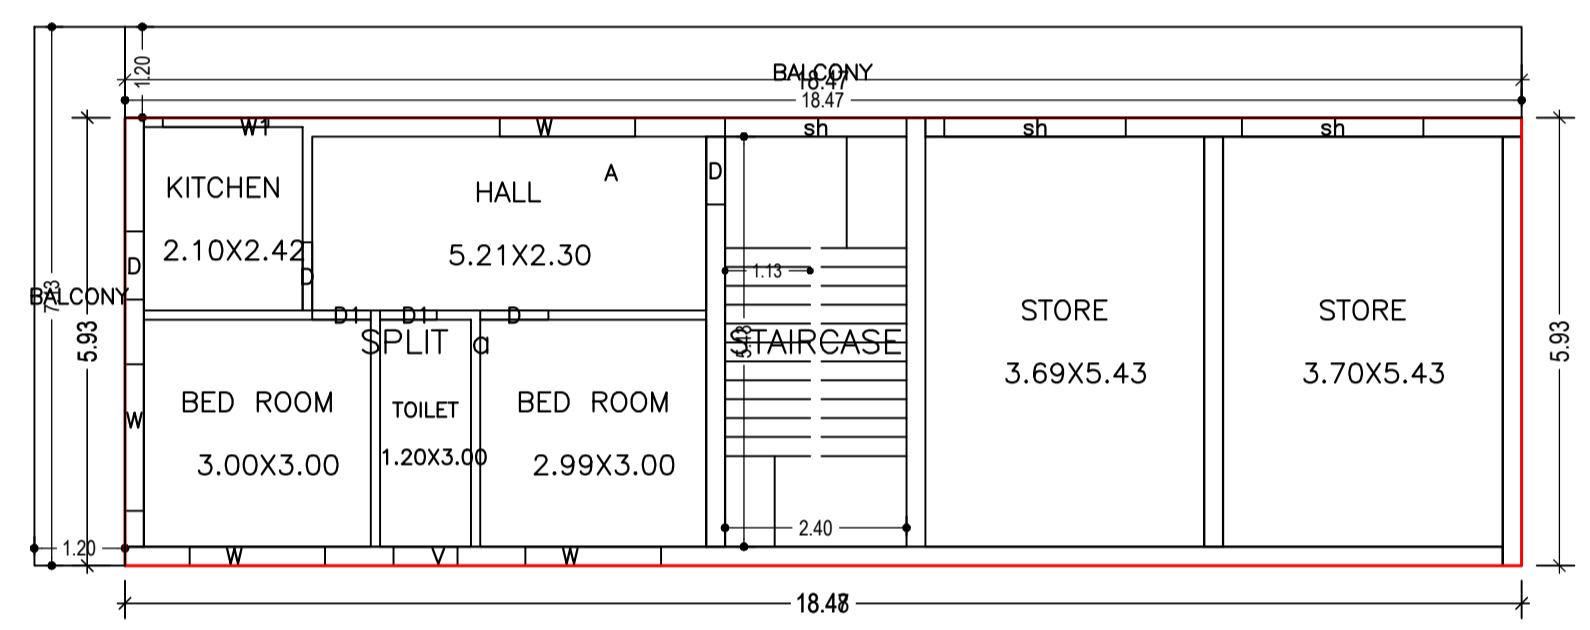 1.20
BALCONY
18.47
18.47
W1
W
sh
sh
sh
KITCHEN
2.10X2.42
HALL
A
5.21X2.30
D
D
D
BALCONY
5.93
D1
D1
D
SPLIT a
1.13
STAIRCASE
5.43
STORE
3.69X5.43
STORE
3.70X5.43
5.93
W
BED ROOM
3.00X3.00
TOILET
1.20X3.00
BED ROOM
2.99X3.00
2.40
1.20
W
V
W